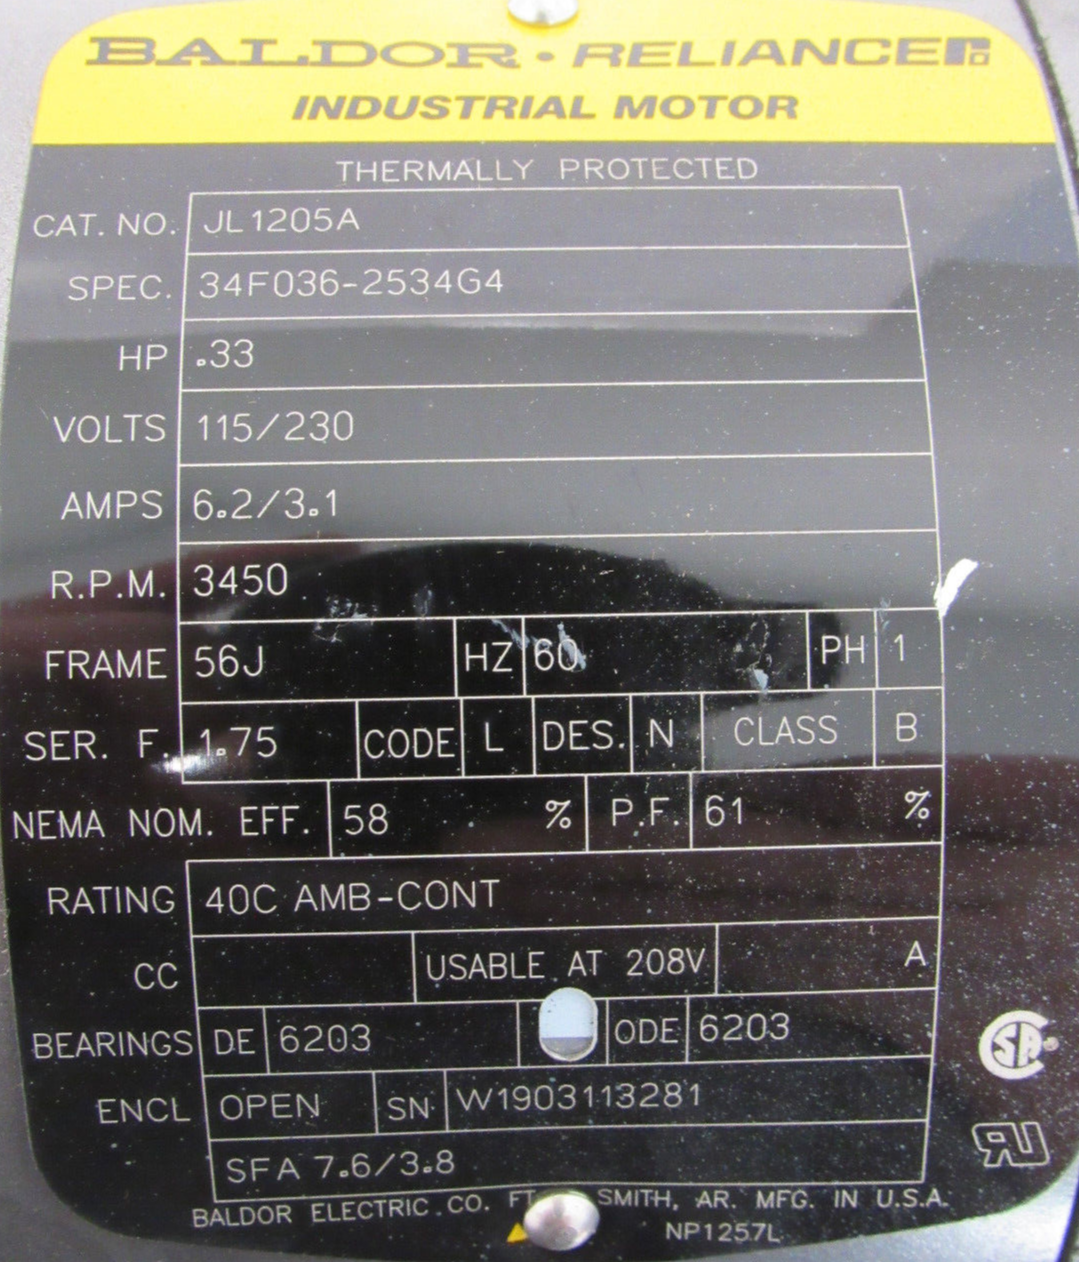 BALDOR • RELIANCE
INDUSTRIAL MOTOR
THERMALLY PROTECTED
CAT. NO. JL1205A
SPEC. 34F036-2534G4
HP .33
VOLTS 115/230
AMPS 6.2/3.1
R.P.M. 3450
FRAME 56J HZ 60 PH 1
SER. F. 1.75 CODE L DES. N CLASS B
NEMA NOM. EFF. 58 % P.F. 61 %
RATING 40C AMB-CONT
CC USABLE AT 208V A
BEARINGS DE 6203 ODE 6203
ENCL OPEN SN W1903113281
SFA 7.6/3.8
BALDOR ELECTRIC.CO. FT SMITH, AR. MFG. IN U.S.A.
NP1257L